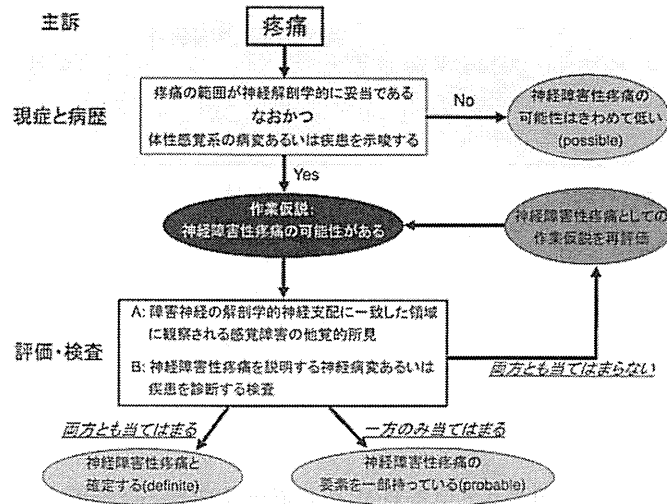 主訴
疼痛
疼痛の範囲が神経解剖学的に妥当である
なおかつ
体性感覚系の病変あるいは疾患を示唆する
現症と病歴
No
神経障害性疼痛の
可能性はきわめて低い
(possible)
Yes
作業仮説:
神経障害性疼痛の可能性がある
神経障害性疼痛としての
作業仮説を再評価
評価・検査
A: 障害神経の解剖学的神経支配に一致した領域
に観察される感覚障害の他覚的所見
B: 神経障害性疼痛を説明する神経病変あるいは
疾患を診断する検査
両方とも当てはまらない
両方とも当てはまる
一方のみ当てはまる
神経障害性疼痛と
確定する(definite)
神経障害性疼痛の
要素を一部持っている(probable)